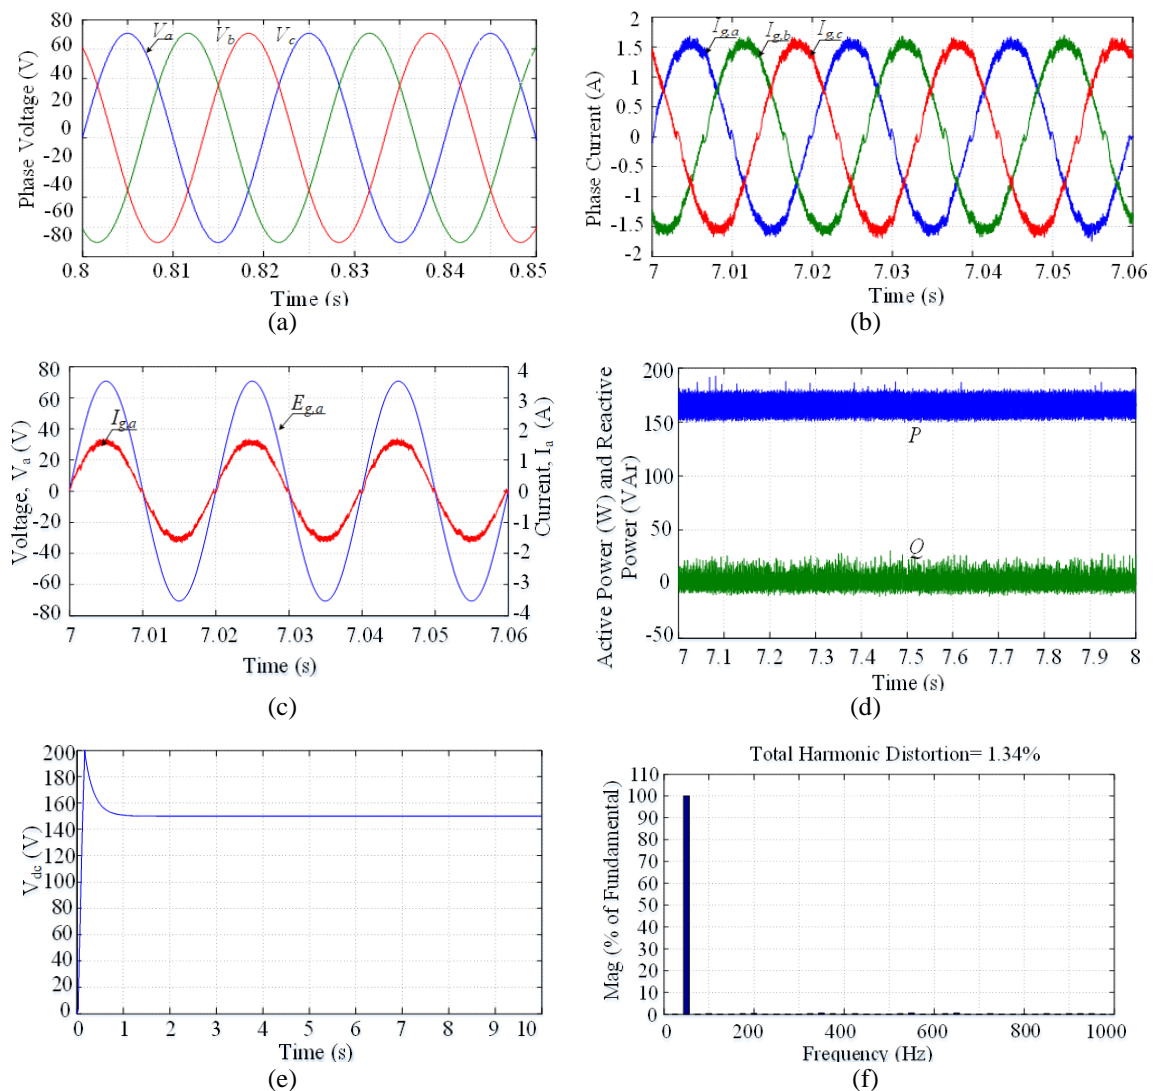 Phase Voltage (V)
80
60
40
20
0
-20
-40
-60
-80
V_a
V_b
V_c
0.8 0.81 0.82 0.83 0.84 0.85
Time (s)
(a)
Phase Current (A)
2
1.5
1
0.5
0
-0.5
-1
-1.5
-2
I_g,a
I_g,b
I_g,c
7 7.01 7.02 7.03 7.04 7.05 7.06
Time (s)
(b)
Voltage, V_a (V)
80
60
40
20
0
-20
-40
-60
-80
I_g,a
E_g,a
4
3
2
1
0
-1
-2
-3
-4
Current, I_a (A)
7 7.01 7.02 7.03 7.04 7.05 7.06
Time (s)
(c)
Active Power (W) and Reactive
Power (VAr)
200
150
100
50
0
-50
P
Q
7 7.1 7.2 7.3 7.4 7.5 7.6 7.7 7.8 7.9 8
Time (s)
(d)
V_dc (V)
200
180
160
140
120
100
80
60
40
20
0
0 1 2 3 4 5 6 7 8 9 10
Time (s)
(e)
Total Harmonic Distortion= 1.34%
Mag (% of Fundamental)
110
100
90
80
70
60
50
40
30
20
10
0
0 200 400 600 800 1000
Frequency (Hz)
(f)